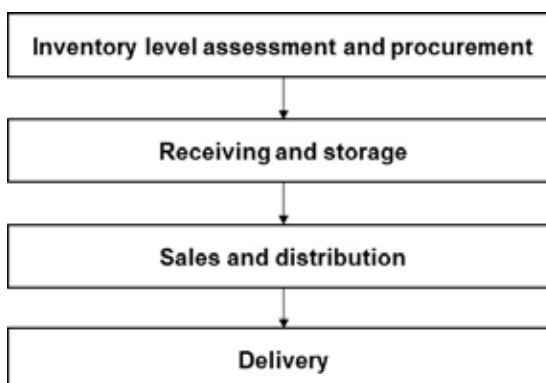 Inventory level assessment and procurement
Receiving and storage
Sales and distribution
Delivery